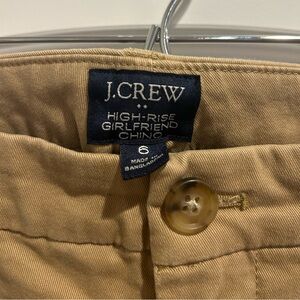 J.CREW
HIGH-RISE
GIRLFRIEND
CHINO
6
MADE IN
BANGLADESH